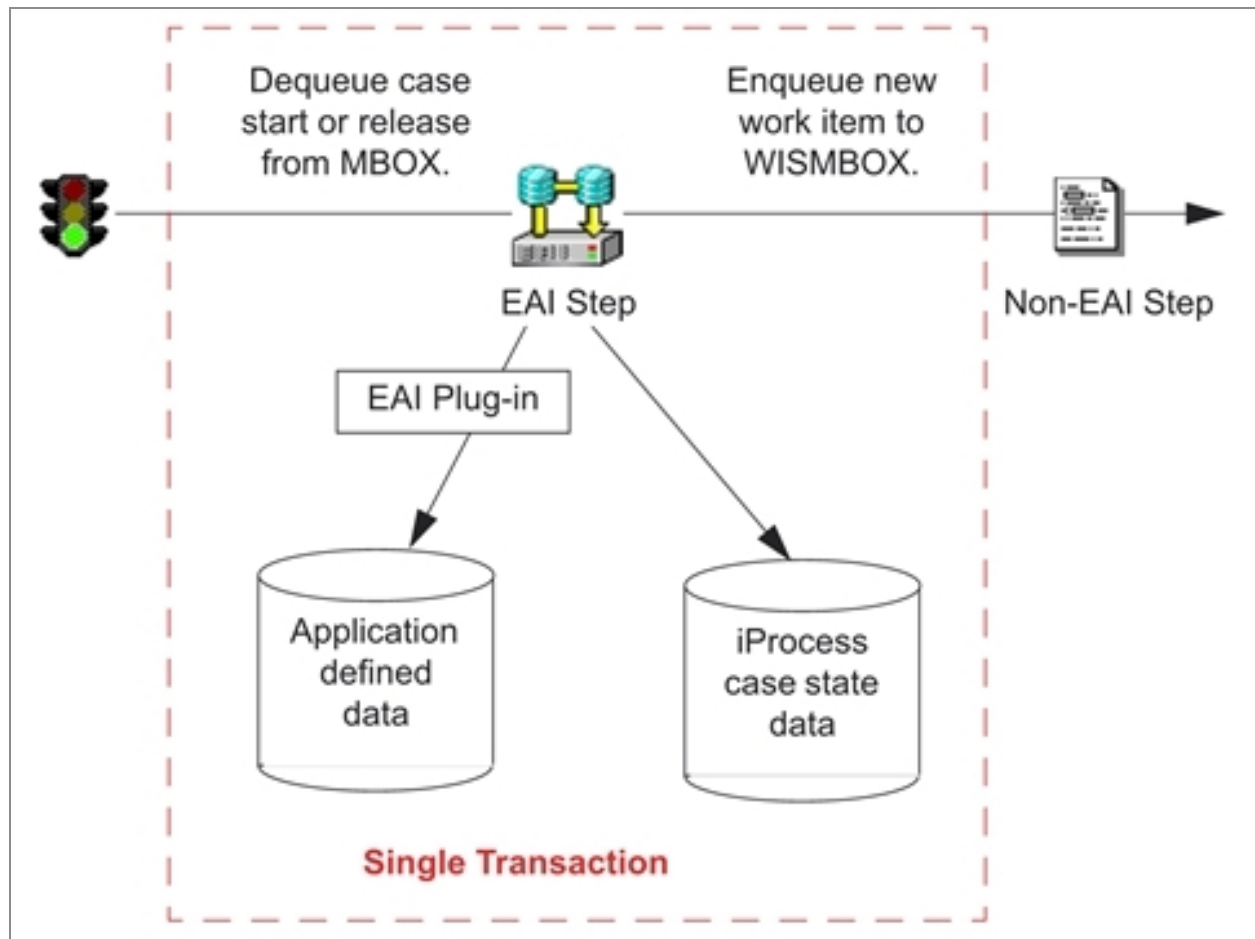 Dequeue case
start or release
from MBOX.
Enqueue new
work item to
WISMBOX.
EAI Step
Non-EAI Step
EAI Plug-in
Application
defined
data
iProcess
case state
data
Single Transaction